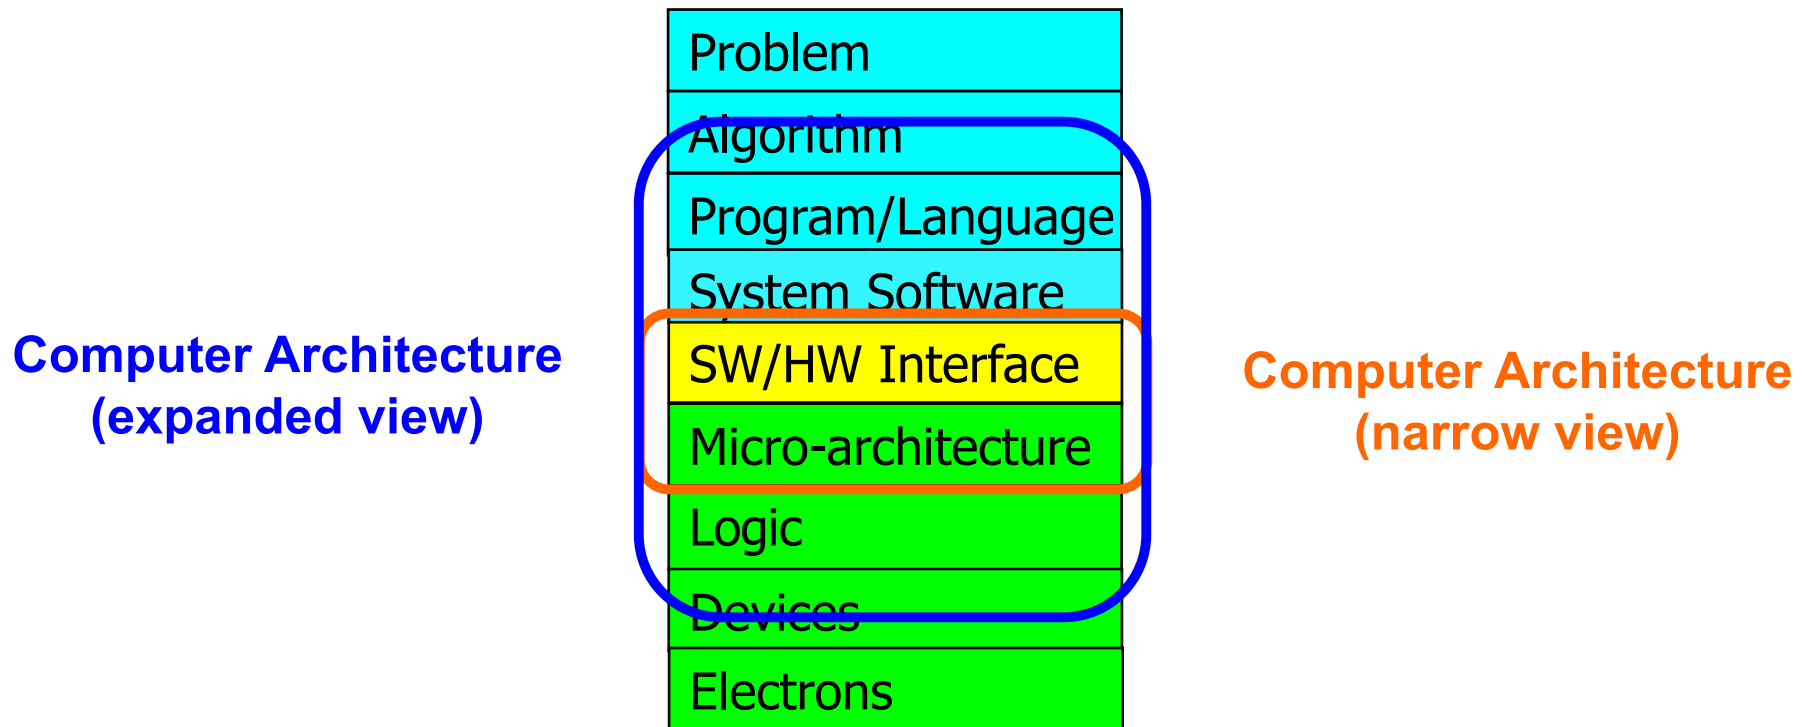 Problem
Algorithm
Program/Language
System Software
SW/HW Interface
Micro-architecture
Logic
Devices
Electrons
Computer Architecture
(expanded view)
Computer Architecture
(narrow view)